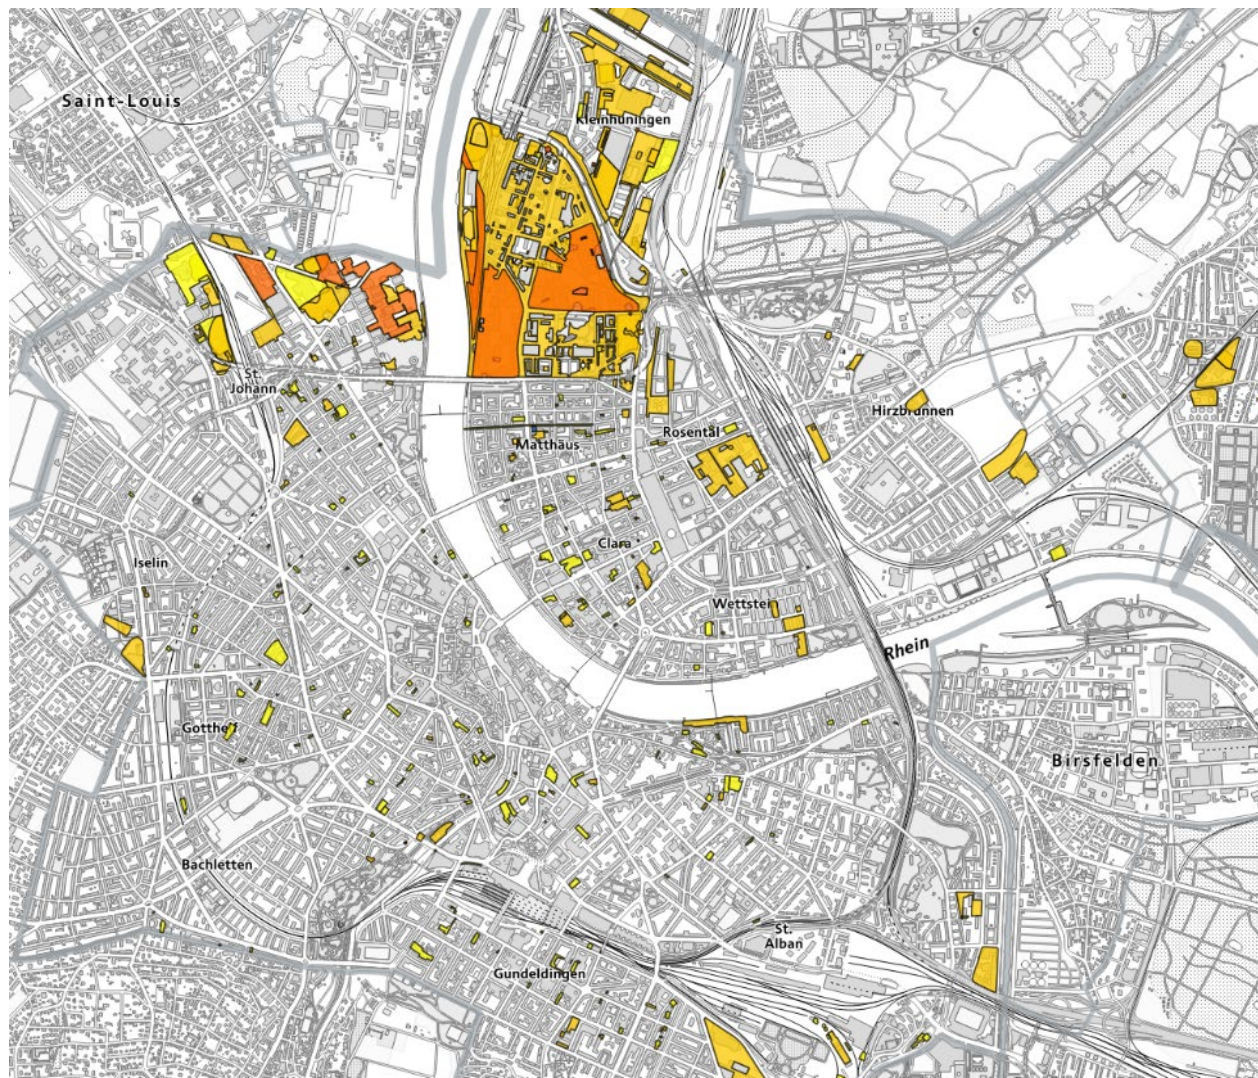 Saint-Louis
Kleinhüningen
St.
Johann
Hirzbrunnen
Rosental
Matthäus
Clara
Iselin
Wettstein
Rhein
Gotthelf
Birsfelden
Bachletten
St.
Alban
Gundeldingen